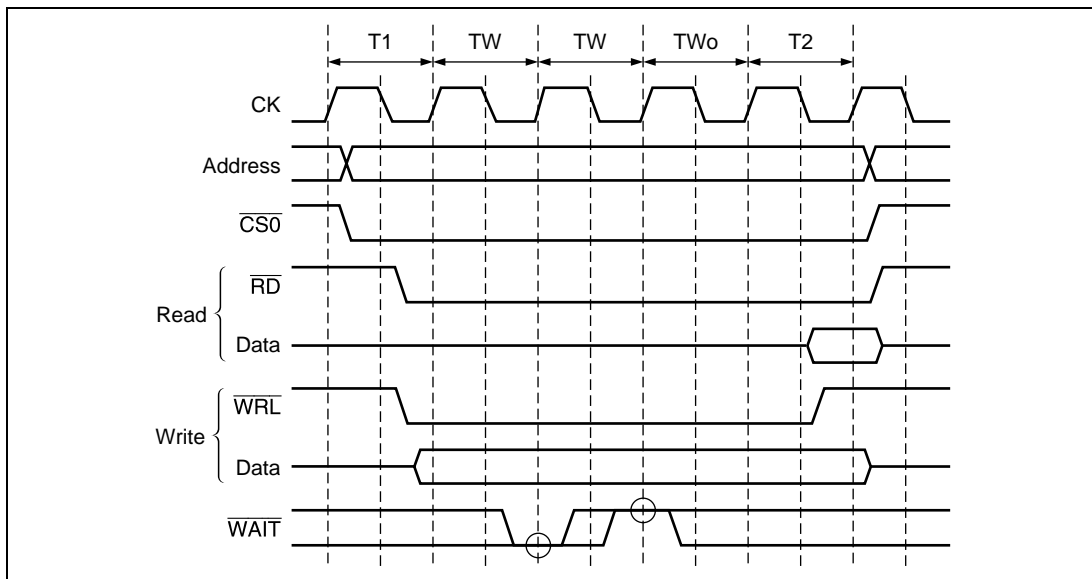 T1 TW TW TWo T2
CK
Address
CS0
RD
Read
Data
WRL
Write
Data
WAIT